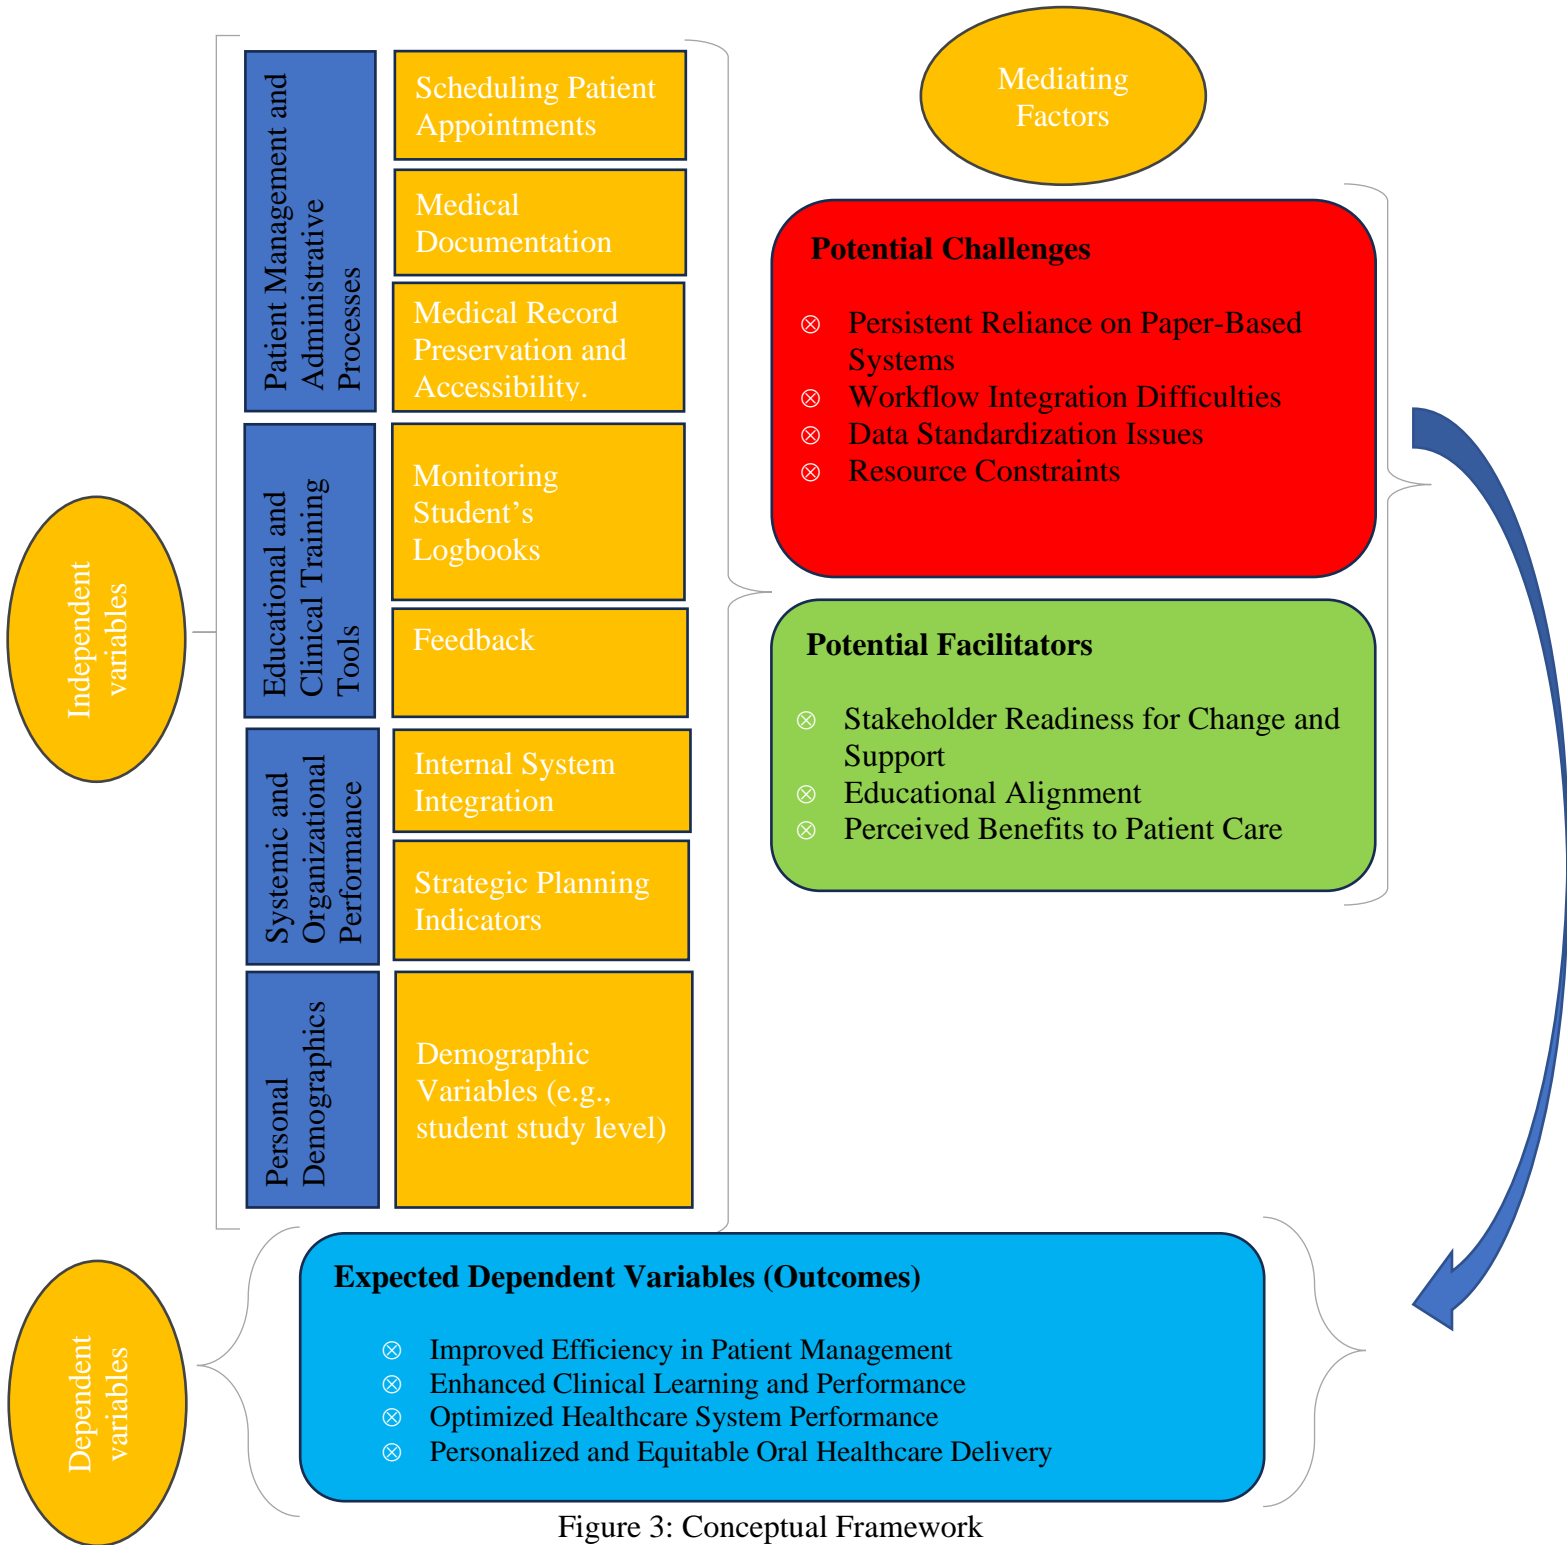 Independent
variables
Patient Management and
Administrative
Processes
Scheduling Patient
Appointments
Medical
Documentation
Medical Record
Preservation and
Accessibility.
Educational and
Clinical Training
Tools
Monitoring
Student’s
Logbooks
Feedback
Systemic and
Organizational
Performance
Internal System
Integration
Strategic Planning
Indicators
Personal
Demographics
Demographic
Variables (e.g.,
student study level)
Mediating
Factors
Potential Challenges
⊗ Persistent Reliance on Paper-Based
Systems
⊗ Workflow Integration Difficulties
⊗ Data Standardization Issues
⊗ Resource Constraints
Potential Facilitators
⊗ Stakeholder Readiness for Change and
Support
⊗ Educational Alignment
⊗ Perceived Benefits to Patient Care
Dependent
variables
Expected Dependent Variables (Outcomes)
⊗ Improved Efficiency in Patient Management
⊗ Enhanced Clinical Learning and Performance
⊗ Optimized Healthcare System Performance
⊗ Personalized and Equitable Oral Healthcare Delivery
Figure 3: Conceptual Framework